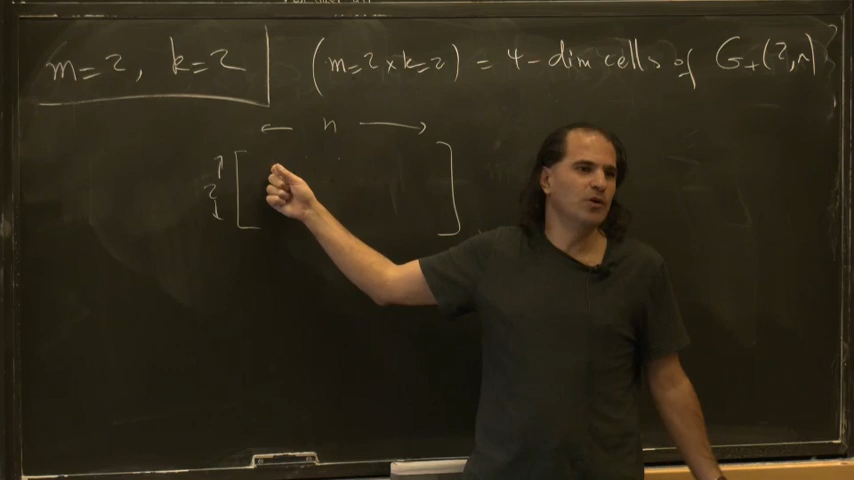 m=2, k=2 (m=2 x k=2) = 4-dim cells of G+(2,n)
← n →
2